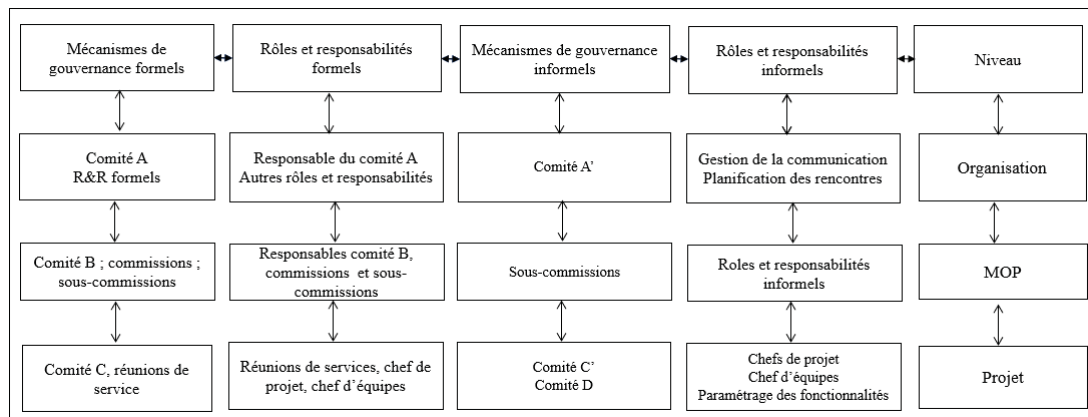 Mécanismes de
gouvernance formels
Rôles et responsabilités
formels
Mécanismes de gouvernance
informels
Rôles et responsabilités
informels
Niveau
Comité A
R&R formels
Responsable du comité A
Autres rôles et responsabilités
Comité A’
Gestion de la communication
Planification des rencontres
Organisation
Comité B ; commissions ;
sous-commissions
Responsables comité B,
commissions et sous-
commissions
Sous-commissions
Roles et responsabilités
informels
MOP
Comité C, réunions de
service
Réunions de services, chef de
projet, chef d’équipes
Comité C’
Comité D
Chefs de projet
Chef d’équipes
Paramétrage des fonctionnalités
Projet